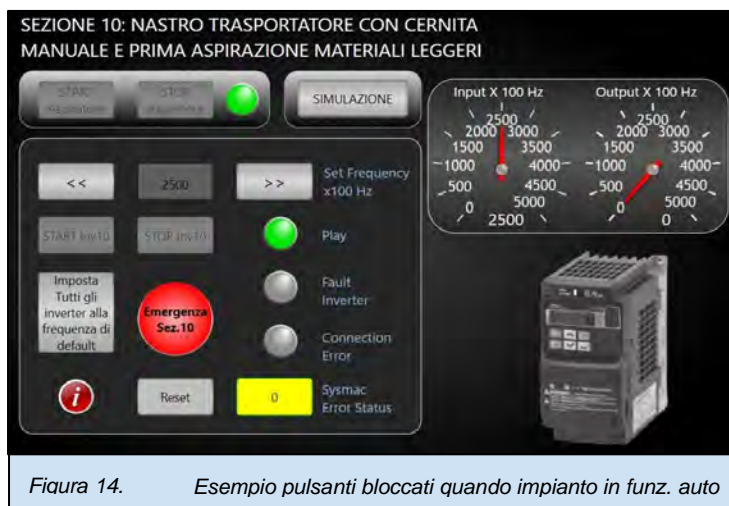 SEZIONE 10: NASTRO TRASPORTATORE CON CERNITA
MANUALE E PRIMA ASPIRAZIONE MATERIALI LEGGERI
START
STOP
SIMULAZIONE
Input X 100 Hz
0
500
1000
1500
2000
2500
3000
3500
4000
4500
5000
2500
Output X 100 Hz
0
500
1000
1500
2000
2500
3000
3500
4000
4500
5000
0
<<
2500
>>
Set Frequency
x100 Hz
START Inv10
STOP Inv10
Play
Imposta
Tutti gli
inverter alla
frequenza di
default
Emergenza
Sez.10
Fault
Inverter
Connection
Error
i
Reset
0
Sysmac
Error Status
Figura 14. Esempio pulsanti bloccati quando impianto in funz. auto